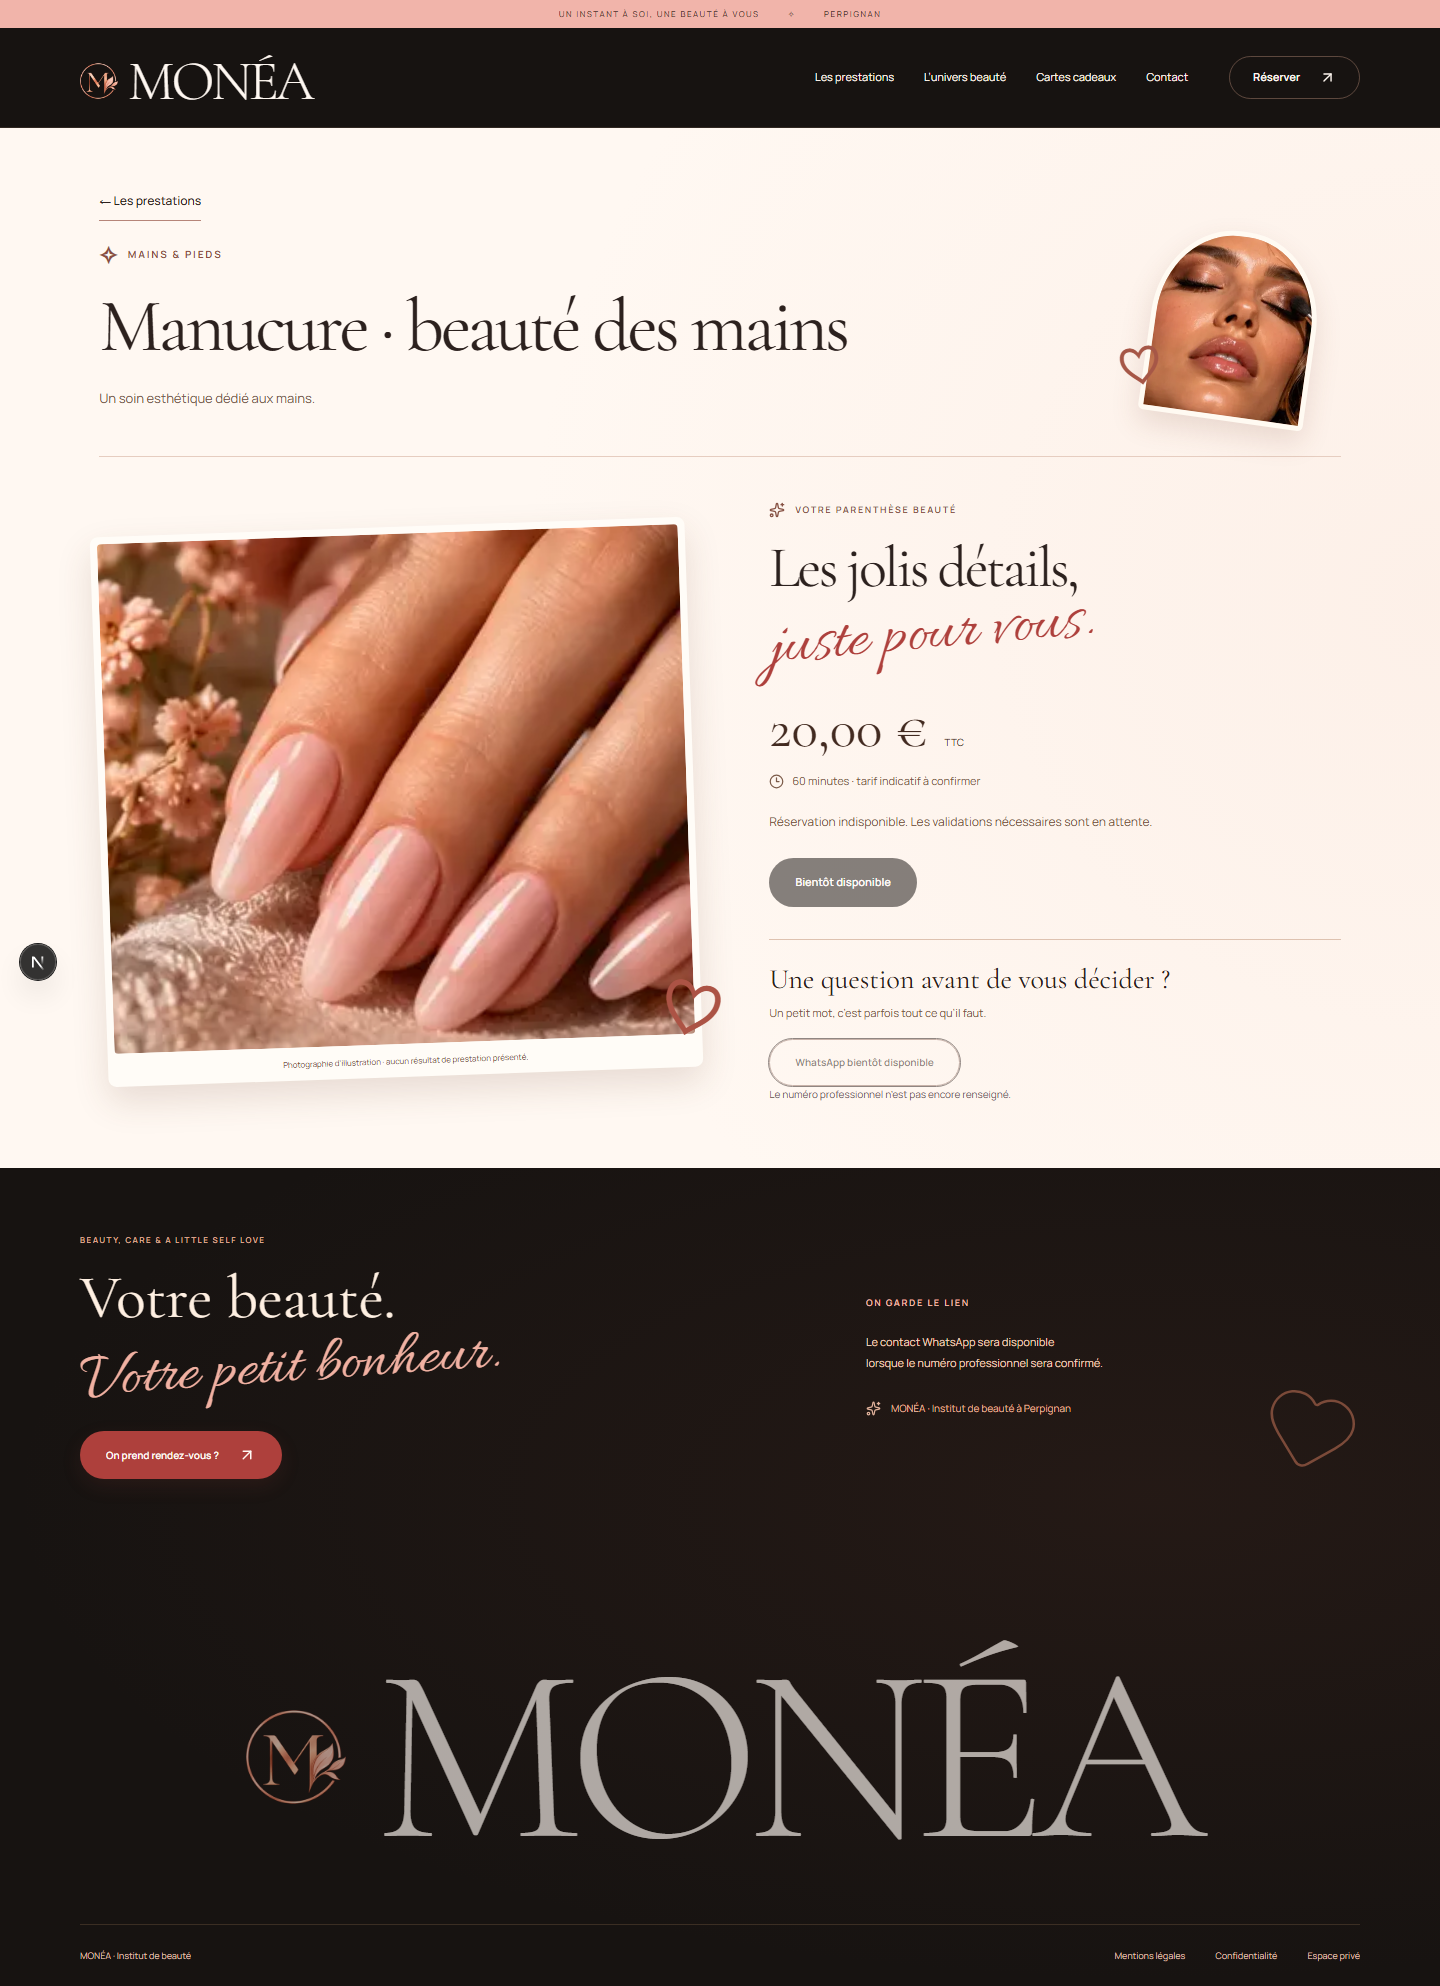 UN INSTANT À SOI, UNE BEAUTÉ À VOUS ✧ PERPIGNAN
M MONÉA
Les prestations L'univers beauté Cartes cadeaux Contact Réserver
← Les prestations
MAINS & PIEDS
Manucure · beauté des mains
Un soin esthétique dédié aux mains.
VOTRE PARENTHÈSE BEAUTÉ
Les jolis détails,
juste pour vous.
20,00 € TTC
60 minutes · tarif indicatif à confirmer
Réservation indisponible. Les validations nécessaires sont en attente.
Bientôt disponible
N
Photographie d'illustration · aucun résultat de prestation présenté.
Une question avant de vous décider ?
Un petit mot, c'est parfois tout ce qu'il faut.
WhatsApp bientôt disponible
Le numéro professionnel n'est pas encore renseigné.
BEAUTY, CARE & A LITTLE SELF LOVE
Votre beauté.
Votre petit bonheur.
On prend rendez-vous ?
ON GARDE LE LIEN
Le contact WhatsApp sera disponible
lorsque le numéro professionnel sera confirmé.
MONÉA · Institut de beauté à Perpignan
M MONÉA
MONÉA · Institut de beauté
Mentions légales Confidentialité Espace privé